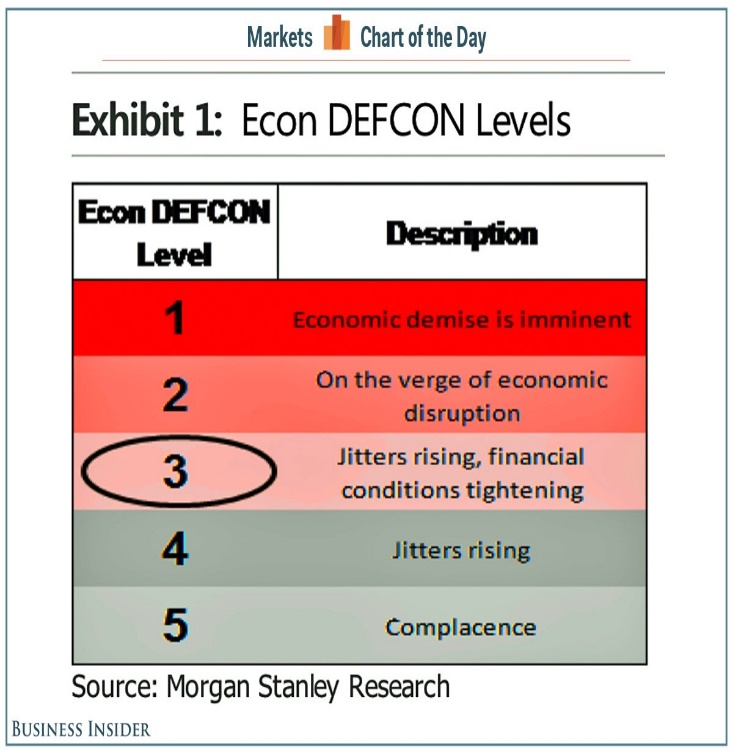 Markets Chart of the Day
Exhibit 1: Econ DEFCON Levels
Econ DEFCON
Level
Description
1
Economic demise is imminent
2
On the verge of economic
disruption
3
Jitters rising, financial
conditions tightening
4
Jitters rising
5
Complacence
Source: Morgan Stanley Research
BUSINESS INSIDER